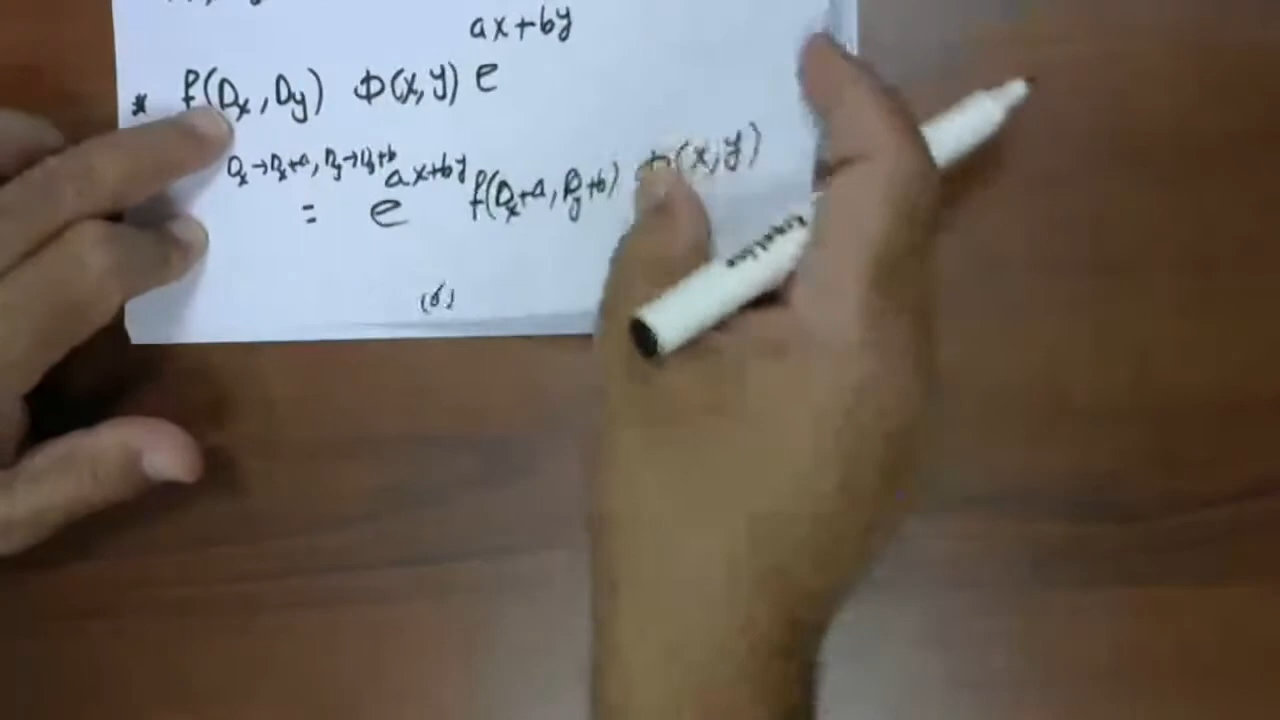 ax+by
* f(Dx, Dy) Φ(x, y) e
Dx→Dx+a, Dy→Dy+b
= e ax+by f(Dx+a, Dy+b) Φ(x, y)